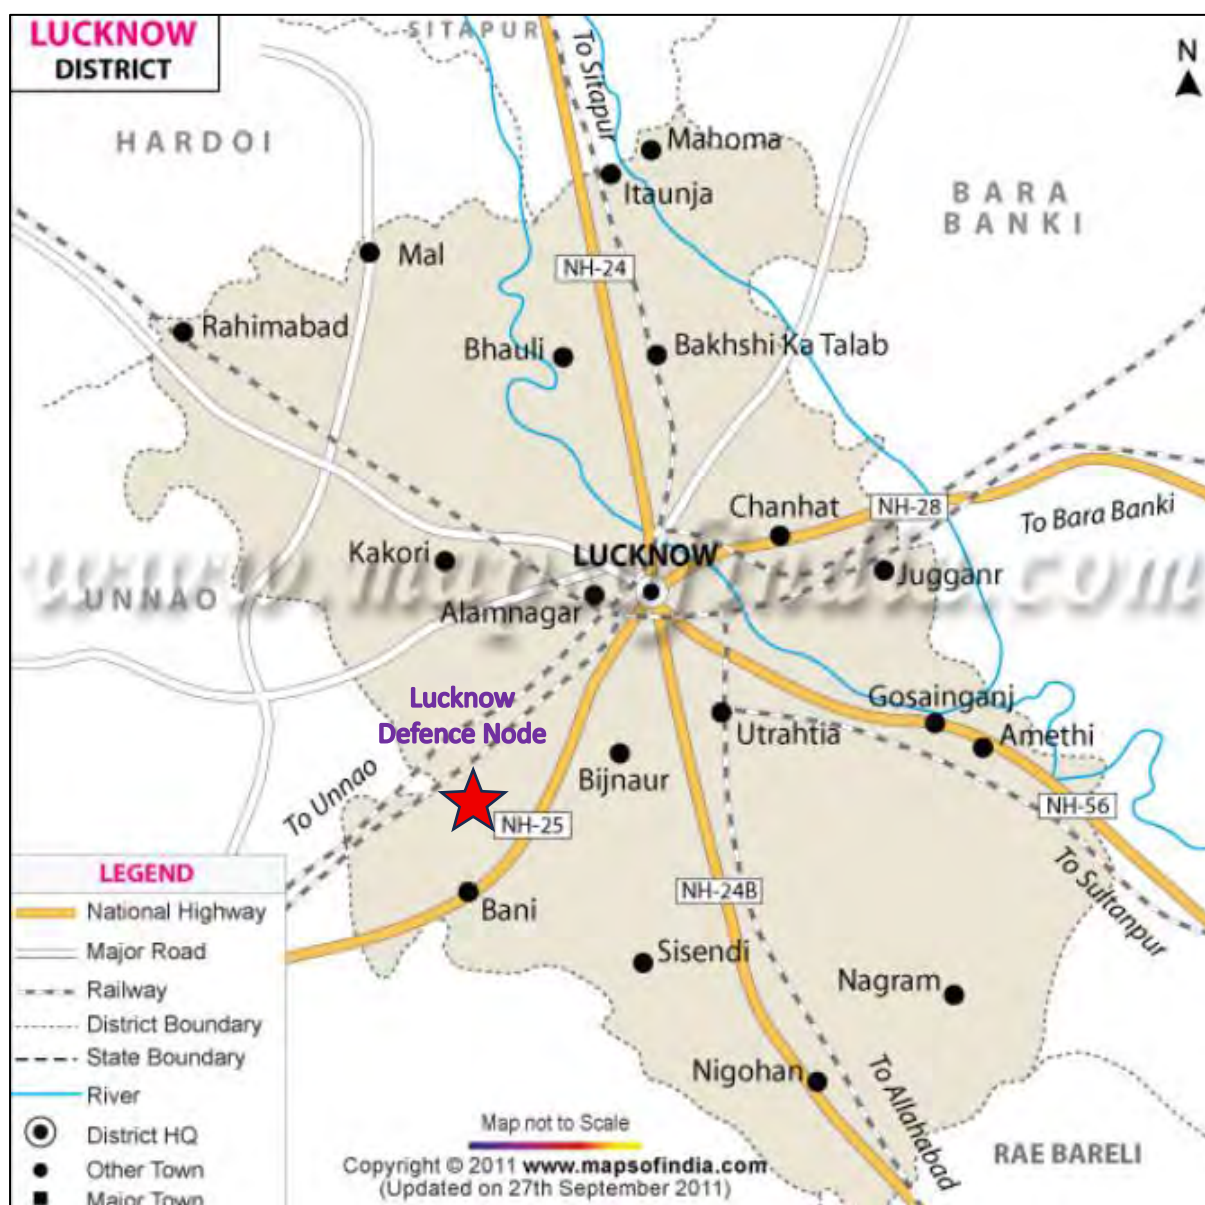 LUCKNOW
DISTRICT
SITAPUR
To Sitapur
N
HARDOI
Mahoma
Itaunja
BARA
BANKI
Mal
NH-24
Rahimabad
Bhauli
Bakhshi Ka Talab
Chanhat
NH-28
To Bara Banki
Kakori
LUCKNOW
Jugganr
www.mapsofindia.com
UNNAO
Alamnagar
Lucknow
Defence Node
Gosainganj
Utrahtia
Amethi
Bijnaur
To Unnao
NH-25
NH-56
To Sultanpur
LEGEND
National Highway
Major Road
Railway
District Boundary
State Boundary
River
District HQ
Other Town
Major Town
NH-24B
Bani
Sisendi
Nagram
Nigohan
To Allahabad
RAE BARELI
Map not to Scale
Copyright © 2011 www.mapsofindia.com
(Updated on 27th September 2011)